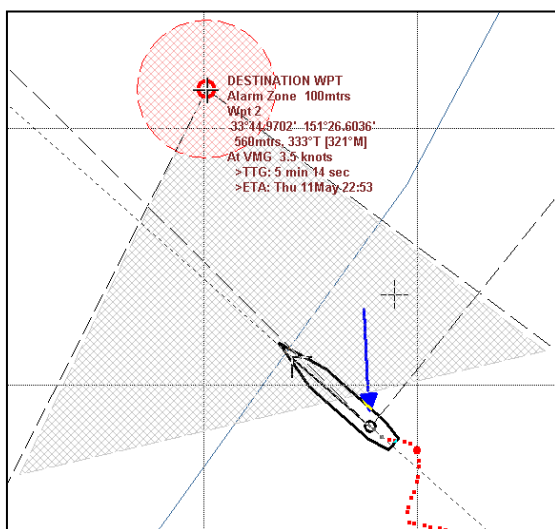 DESTINATION WPT
Alarm Zone 100mtrs
Wpt 2
33°44.9702' 151°26.6036'
560mtrs, 333°T [321°M]
At VMG 3.5 knots
>TTG: 5 min 14 sec
>ETA: Thu 11May 22:53